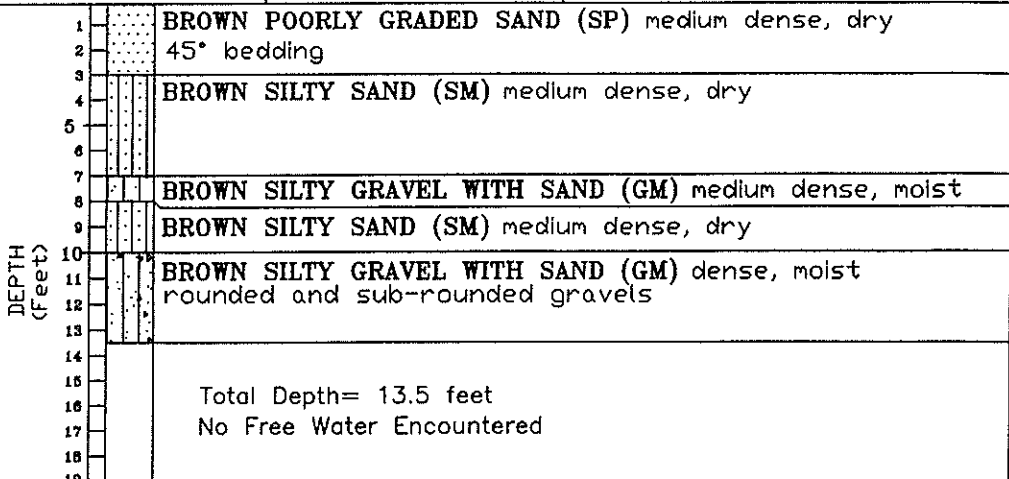 1 BROWN POORLY GRADED SAND (SP) medium dense, dry
2 45° bedding
3
4 BROWN SILTY SAND (SM) medium dense, dry
5
6
7
BROWN SILTY GRAVEL WITH SAND (GM) medium dense, moist
8
9 BROWN SILTY SAND (SM) medium dense, dry
10
DEPTH
(Feet)
11 BROWN SILTY GRAVEL WITH SAND (GM) dense, moist
12 rounded and sub-rounded gravels
13
14
15
Total Depth= 13.5 feet
16
17 No Free Water Encountered
18
19